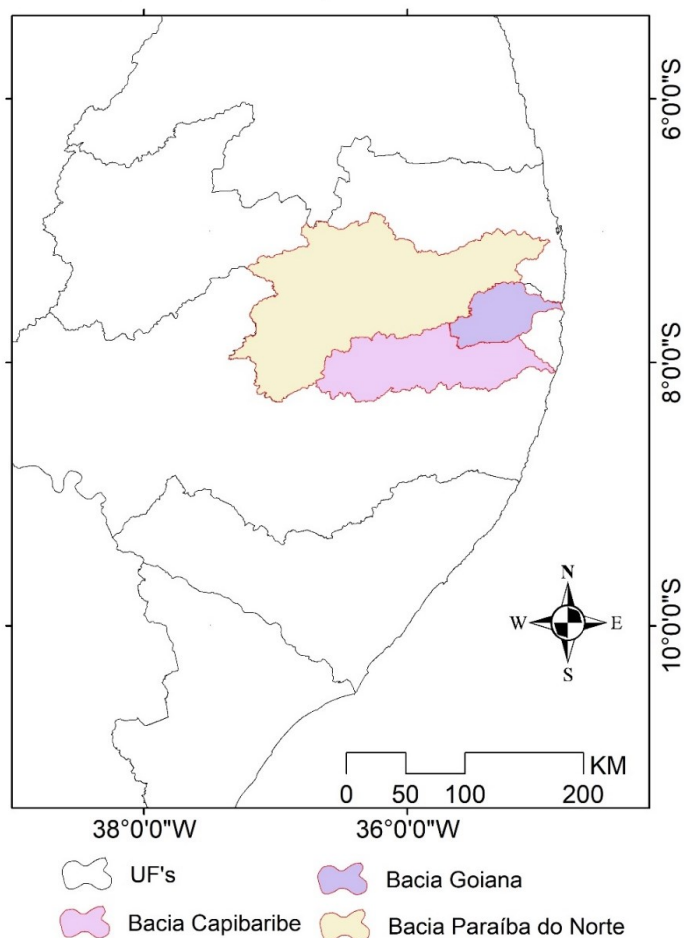 6°0'0"S
8°0'0"S
10°0'0"S
N
W E
S
KM
0 50 100 200
38°0'0"W 36°0'0"W
UF's
Bacia Goiana
Bacia Capibaribe
Bacia Paraíba do Norte